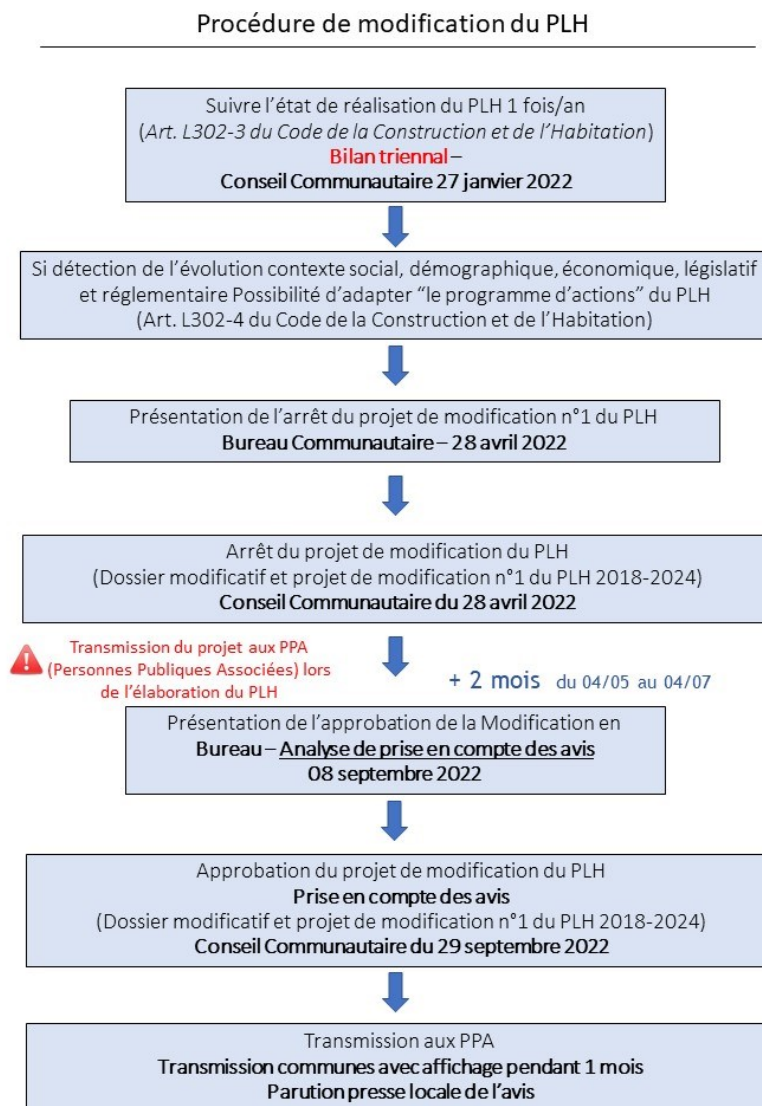 Procédure de modification du PLH
Suivre l'état de réalisation du PLH 1 fois/an
(Art. L302-3 du Code de la Construction et de l'Habitation)
Bilan triennal –
Conseil Communautaire 27 janvier 2022
Si détection de l'évolution contexte social, démographique, économique, législatif
et réglementaire Possibilité d'adapter “le programme d'actions” du PLH
(Art. L302-4 du Code de la Construction et de l'Habitation)
Présentation de l'arrêt du projet de modification n°1 du PLH
Bureau Communautaire – 28 avril 2022
Arrêt du projet de modification du PLH
(Dossier modificatif et projet de modification n°1 du PLH 2018-2024)
Conseil Communautaire du 28 avril 2022
Transmission du projet aux PPA
(Personnes Publiques Associées) lors
de l'élaboration du PLH
+ 2 mois du 04/05 au 04/07
Présentation de l'approbation de la Modification en
Bureau – Analyse de prise en compte des avis
08 septembre 2022
Approbation du projet de modification du PLH
Prise en compte des avis
(Dossier modificatif et projet de modification n°1 du PLH 2018-2024)
Conseil Communautaire du 29 septembre 2022
Transmission aux PPA
Transmission communes avec affichage pendant 1 mois
Parution presse locale de l'avis